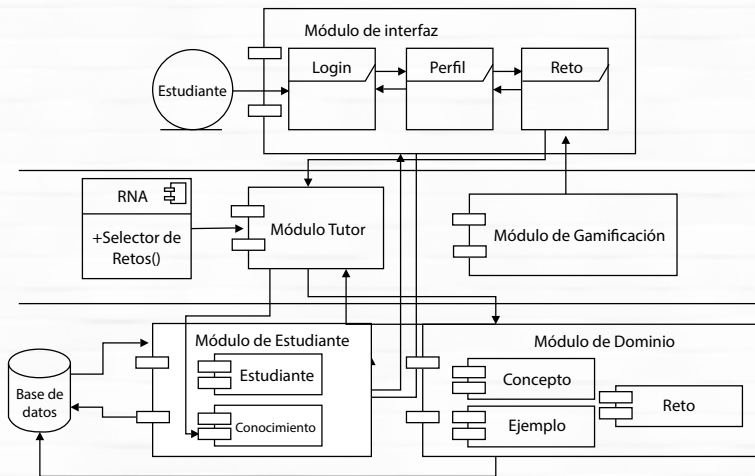 Módulo de interfaz
Login
Perfil
Reto
Estudiante
RNA
+Selector de
Retos()
Módulo Tutor
Módulo de Gamificación
Módulo de Estudiante
Estudiante
Conocimiento
Módulo de Dominio
Concepto
Ejemplo
Reto
Base de
datos